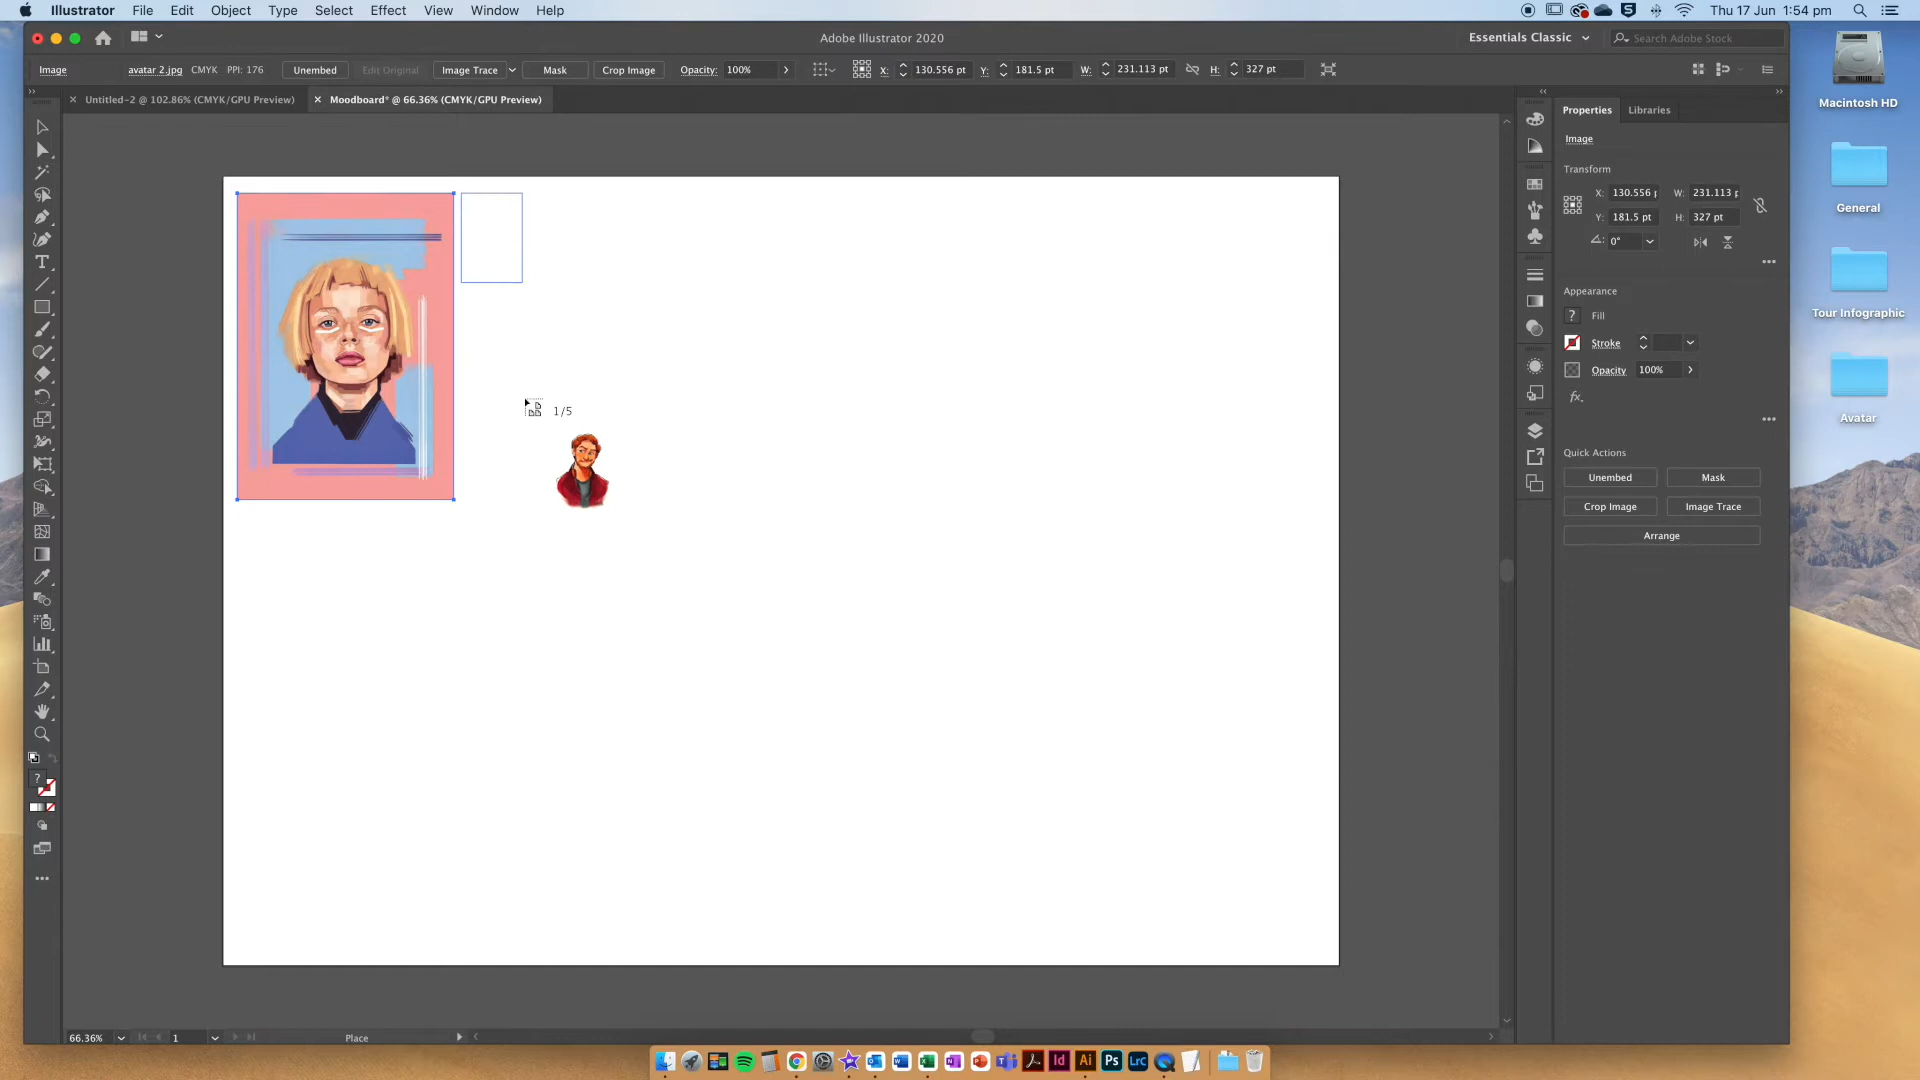 Illustrator File Edit Object Type Select Effect View Window Help
Thu 17 Jun 1:54 pm
Adobe Illustrator 2020
Essentials Classic
Search Adobe Stock
Image avatar 2.jpg CMYK PPI: 176 Unembed Edit Original Image Trace Mask Crop Image Opacity: 100% X: 130.556 pt Y: 181.5 pt W: 231.113 pt H: 327 pt
Untitled-2 @ 102.86% (CMYK/GPU Preview)
Moodboard* @ 66.36% (CMYK/GPU Preview)
Properties Libraries
Image
Transform
X: 130.556 p W: 231.113 p
Y: 181.5 pt H: 327 pt
0°
Appearance
? Fill
Stroke
Opacity 100%
fx.
Quick Actions
Unembed Mask
Crop Image Image Trace
Arrange
Macintosh HD
General
Tour Infographic
Avatar
1/5
?
66.36% 1 Place
Id Ai Ps LrC